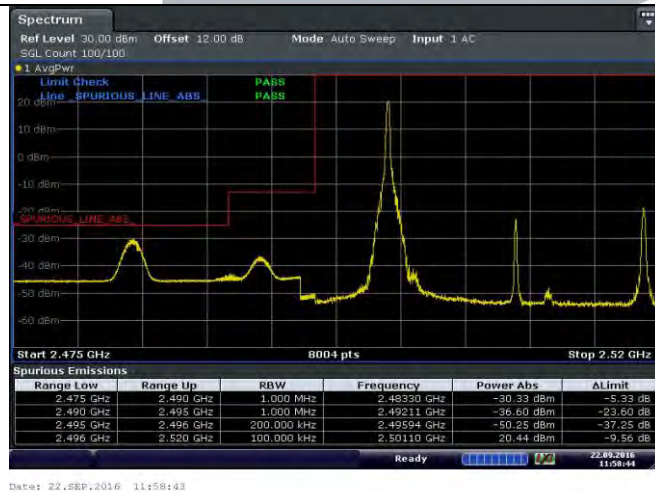 Spectrum
Ref Level 30.00 dBm Offset 12.00 dB Mode Auto Sweep Input 1 AC
SGL Count 100/100
1 AvgPwr
Limit Check PASS
Line _SPURIOUS_LINE_ABS_ PASS
20 dBm
10 dBm
0 dBm
-10 dBm
-20 dBm
_SPURIOUS_LINE_ABS_
-30 dBm
-40 dBm
-50 dBm
-60 dBm
Start 2.475 GHz 8004 pts Stop 2.52 GHz
Spurious Emissions
Range Low Range Up RBW Frequency Power Abs ΔLimit
2.475 GHz 2.490 GHz 1.000 MHz 2.48330 GHz -30.33 dBm -5.33 dB
2.490 GHz 2.495 GHz 1.000 MHz 2.49211 GHz -36.60 dBm -23.60 dB
2.495 GHz 2.496 GHz 200.000 kHz 2.49594 GHz -50.25 dBm -37.25 dB
2.496 GHz 2.520 GHz 100.000 kHz 2.50110 GHz 20.44 dBm -9.56 dB
Ready 22.09.2016
11:58:44
Date: 22.SEP.2016 11:58:43